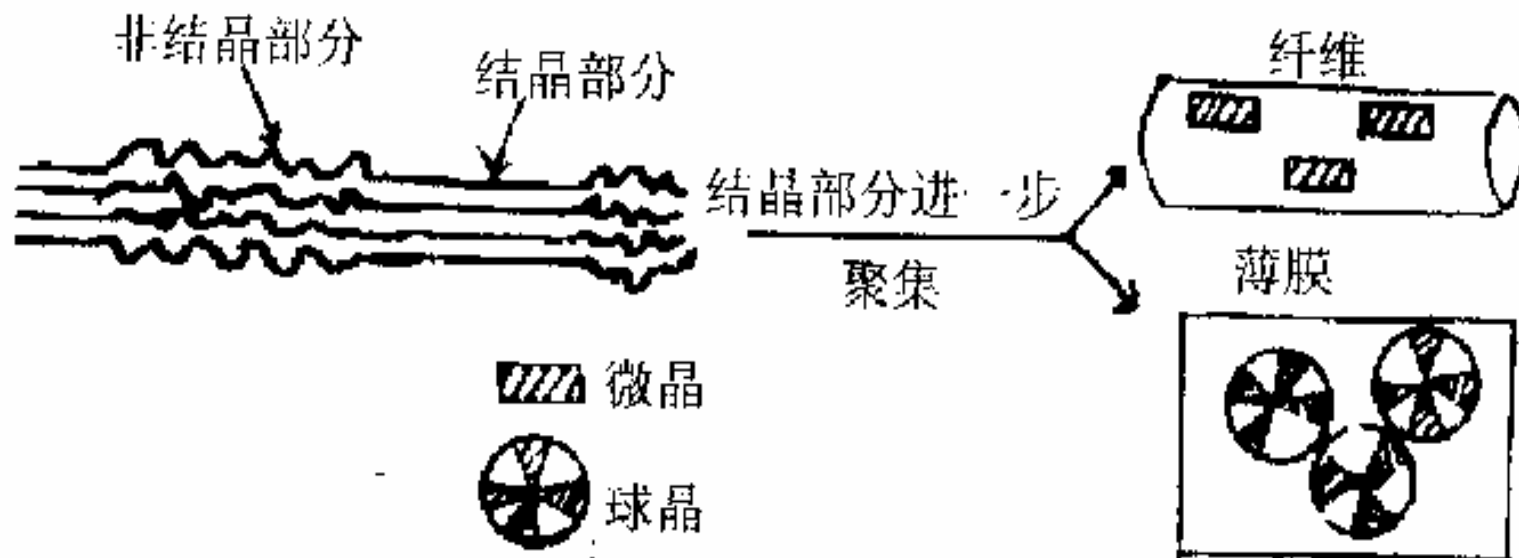 非结晶部分
结晶部分
结晶部分进一步
聚集
纤维
薄膜
微晶
球晶